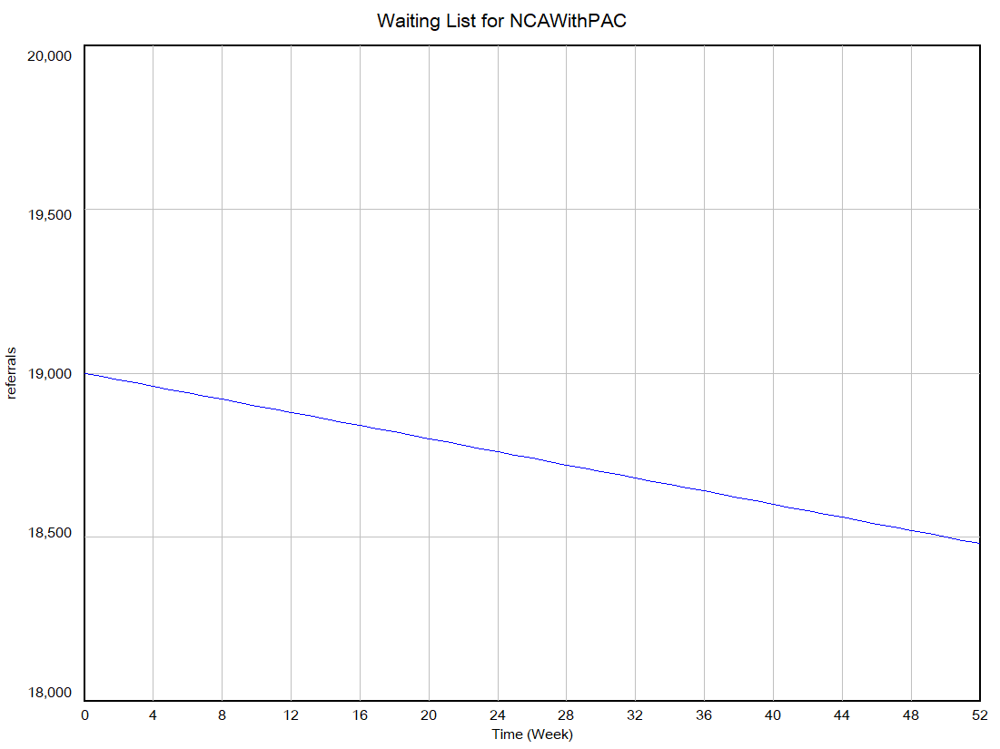 Waiting List for NCAWithPAC
20,000
19,500
19,000
18,500
18,000
referrals
0 4 8 12 16 20 24 28 32 36 40 44 48 52
Time (Week)